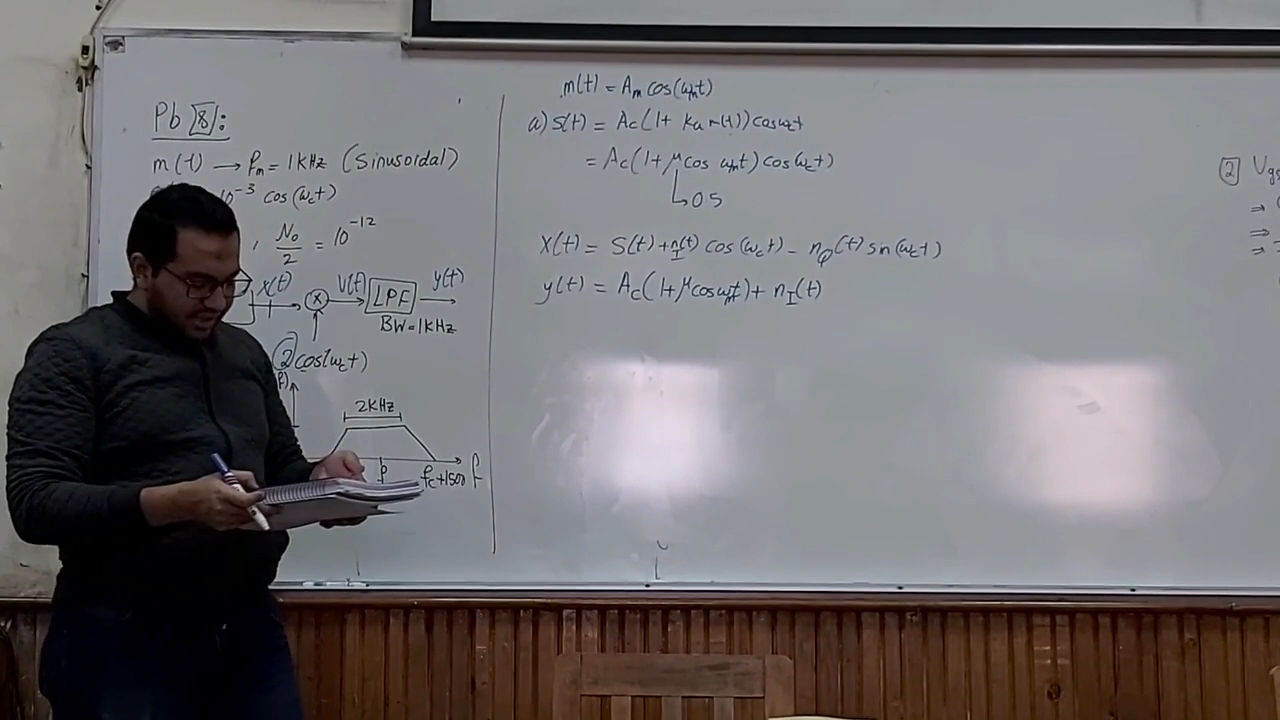 Pb [8]:
m(t) → fm = 1KHz (Sinusoidal)
10^-3 cos(ωct)
, No/2 = 10^-12
x(t)
×
v(t)
LPF
y(t)
BW=1KHz
2cos(ωct)
2KHz
fc+1500
f
m(t) = Am cos(ωmt)
a) S(t) = Ac(1+ ka m(t)) cosωct
= Ac(1+ μcos ωmt) cos(ωct)
↳ 0.5
X(t) = S(t) + nI(t) cos(ωct) - nQ(t) sin(ωct)
y(t) = Ac(1+μcosωmt) + nI(t)
[2] Vgs
⇒
⇒
⇒